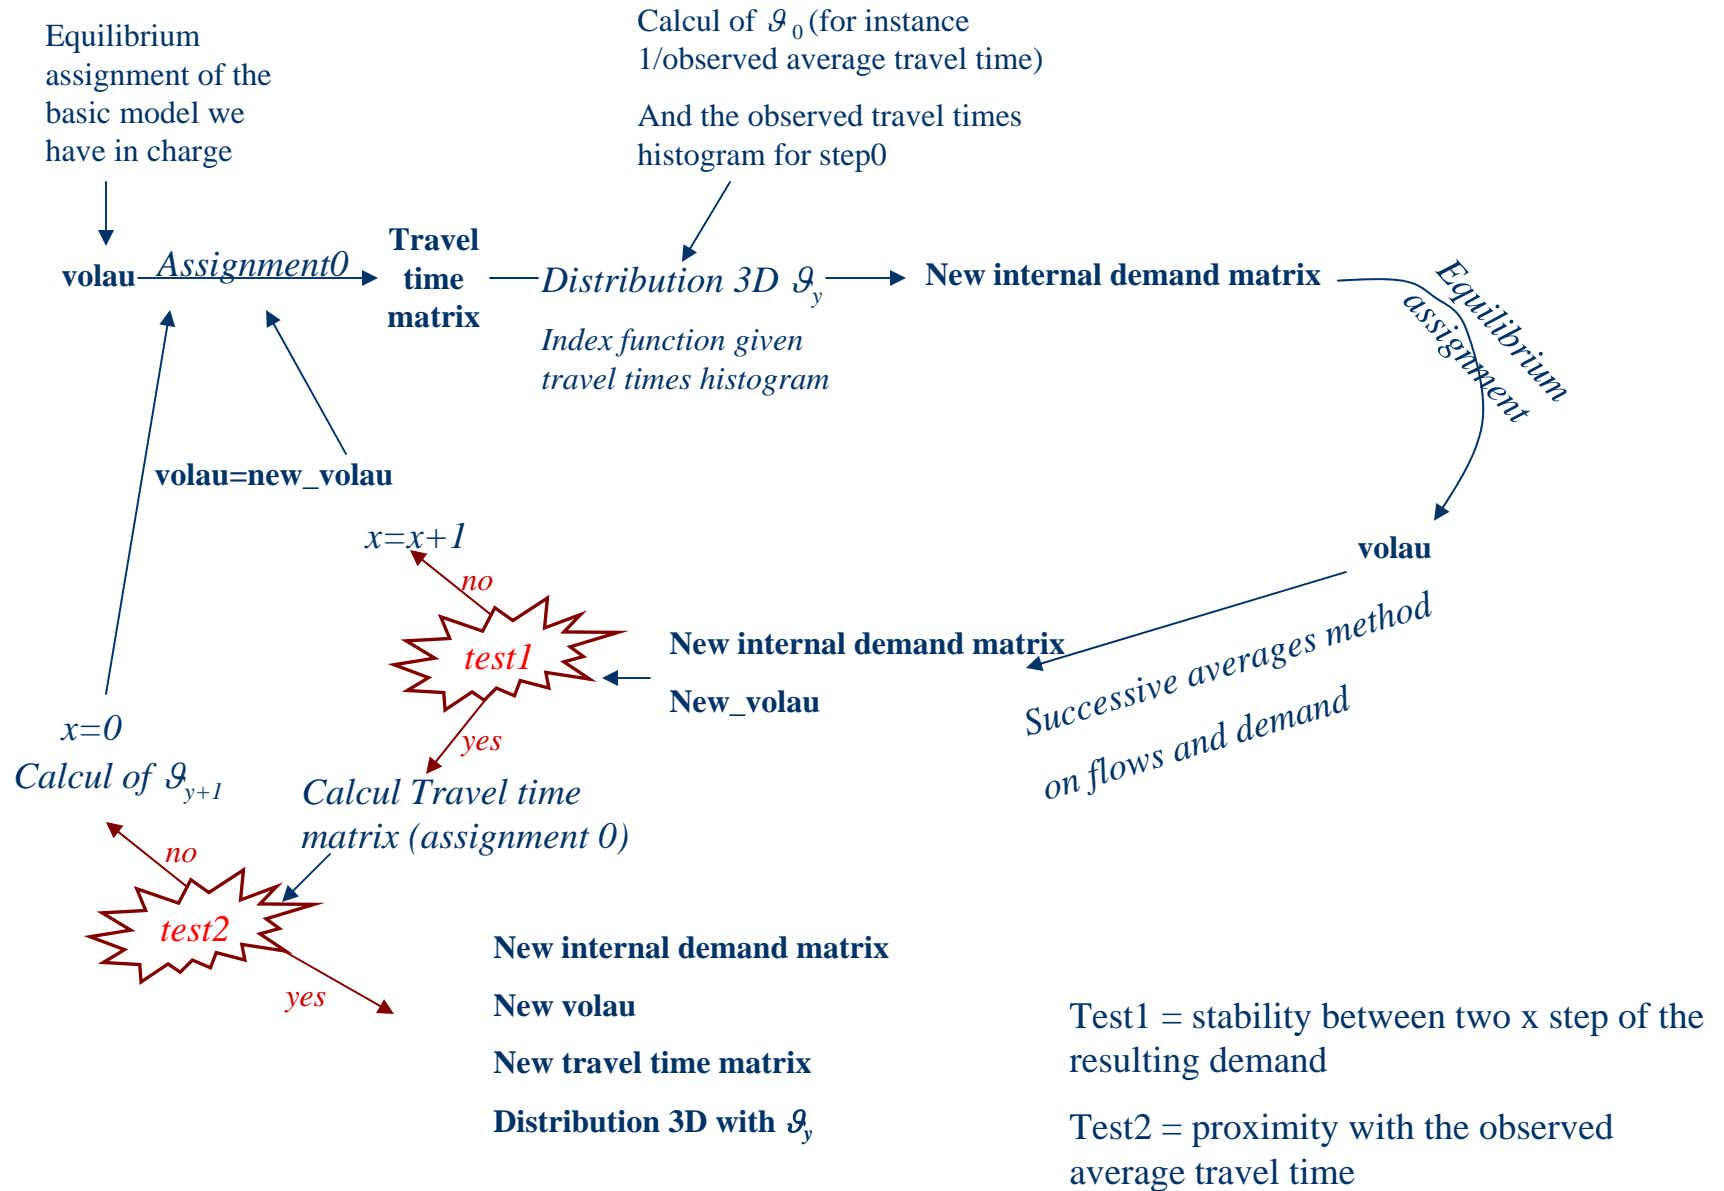 Equilibrium
assignment of the
basic model we
have in charge
Calcul of ϑ0 (for instance
1/observed average travel time)
And the observed travel times
histogram for step0
volau
Assignment0
Travel
time
matrix
Distribution 3D ϑy
Index function given
travel times histogram
New internal demand matrix
Equilibrium
assignment
volau=new_volau
x=x+1
no
test1
yes
New internal demand matrix
New_volau
volau
Successive averages method
on flows and demand
x=0
Calcul of ϑy+1
Calcul Travel time
matrix (assignment 0)
no
test2
yes
New internal demand matrix
New volau
New travel time matrix
Distribution 3D with ϑy
Test1 = stability between two x step of the
resulting demand
Test2 = proximity with the observed
average travel time